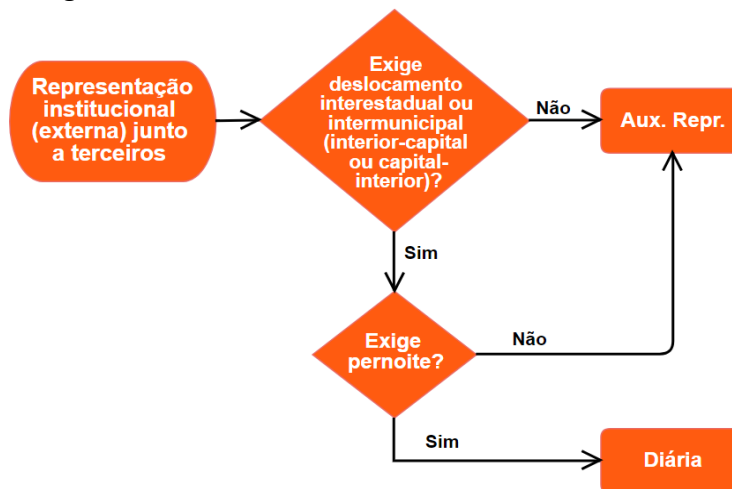 Representação
institucional
(externa) junto
a terceiros
Exige
deslocamento
interestadual ou
intermunicipal
(interior-capital
ou capital-
interior)?
Não
Aux. Repr.
Sim
Exige
pernoite?
Não
Sim
Diária